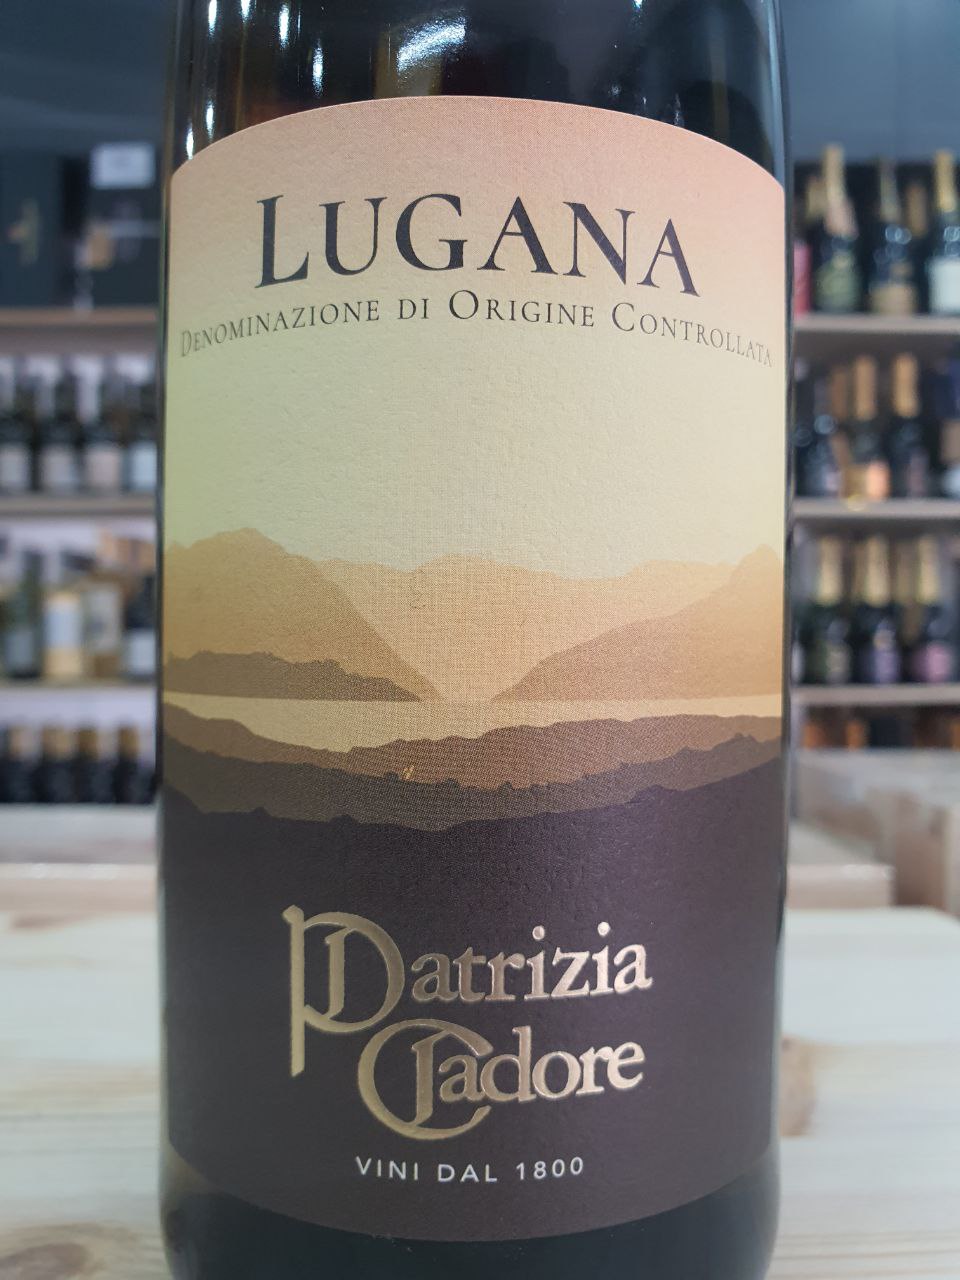 LUGANA
DENOMINAZIONE DI ORIGINE CONTROLLATA
Patrizia
Cadore
VINI DAL 1800